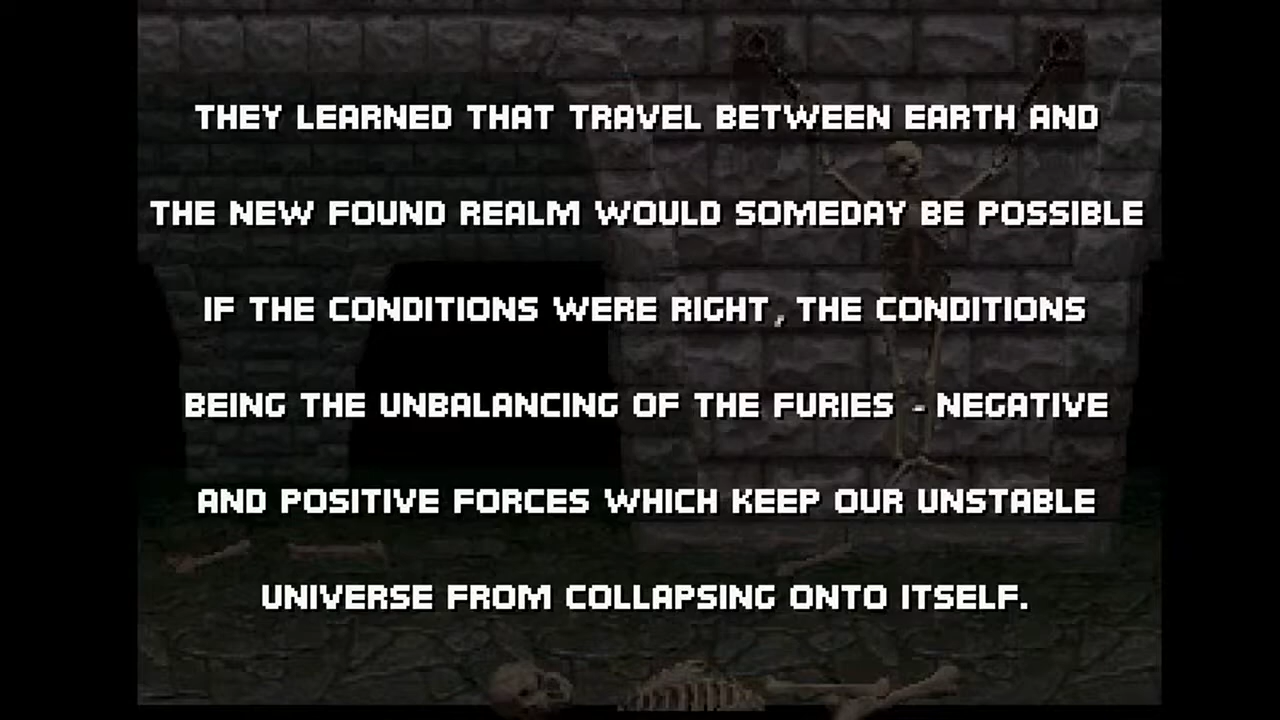 THEY LEARNED THAT TRAVEL BETWEEN EARTH AND
THE NEW FOUND REALM WOULD SOMEDAY BE POSSIBLE
IF THE CONDITIONS WERE RIGHT, THE CONDITIONS
BEING THE UNBALANCING OF THE FURIES - NEGATIVE
AND POSITIVE FORCES WHICH KEEP OUR UNSTABLE
UNIVERSE FROM COLLAPSING ONTO ITSELF.